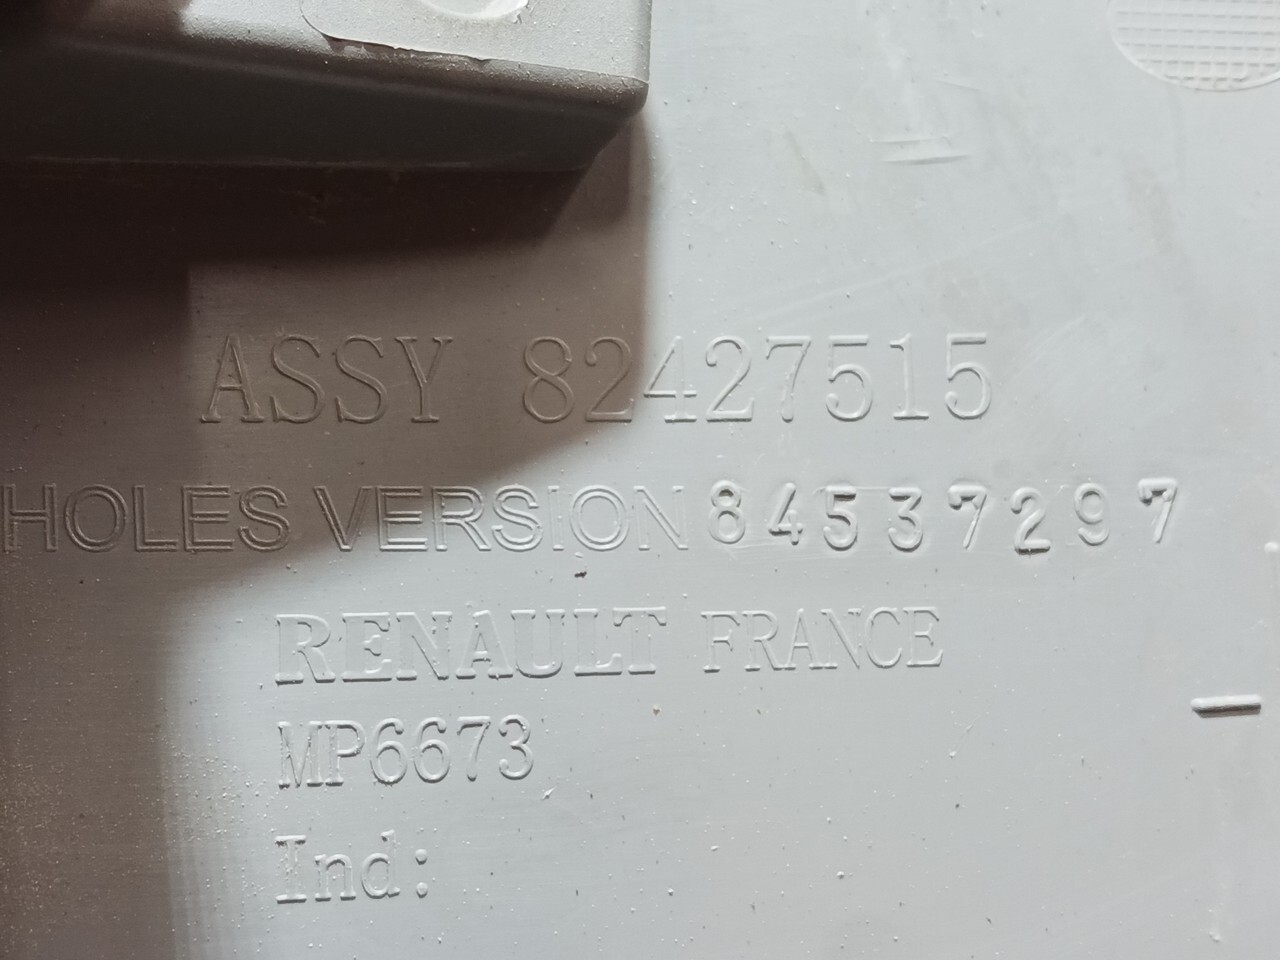 ASSY 82427515
HOLES VERSION 84537297
RENAULT FRANCE
MP6673
Ind: